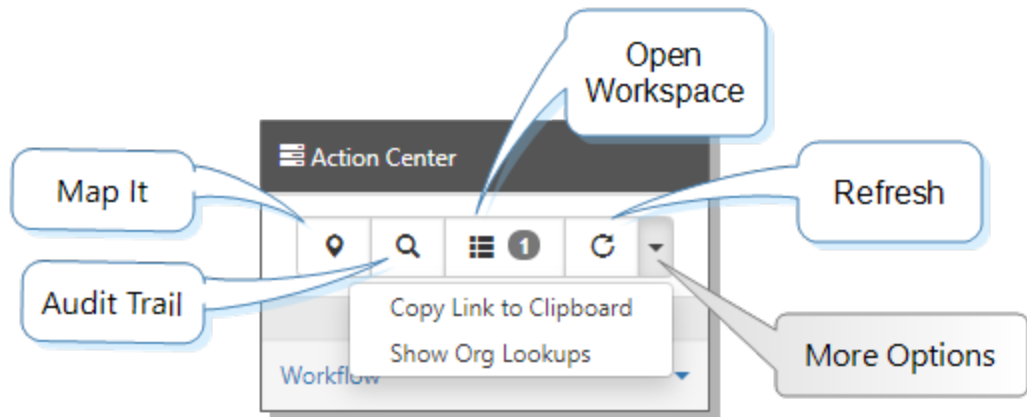 Open
Workspace
Action Center
Map It
Refresh
1
Audit Trail
Copy Link to Clipboard
Show Org Lookups
More Options
Workflow